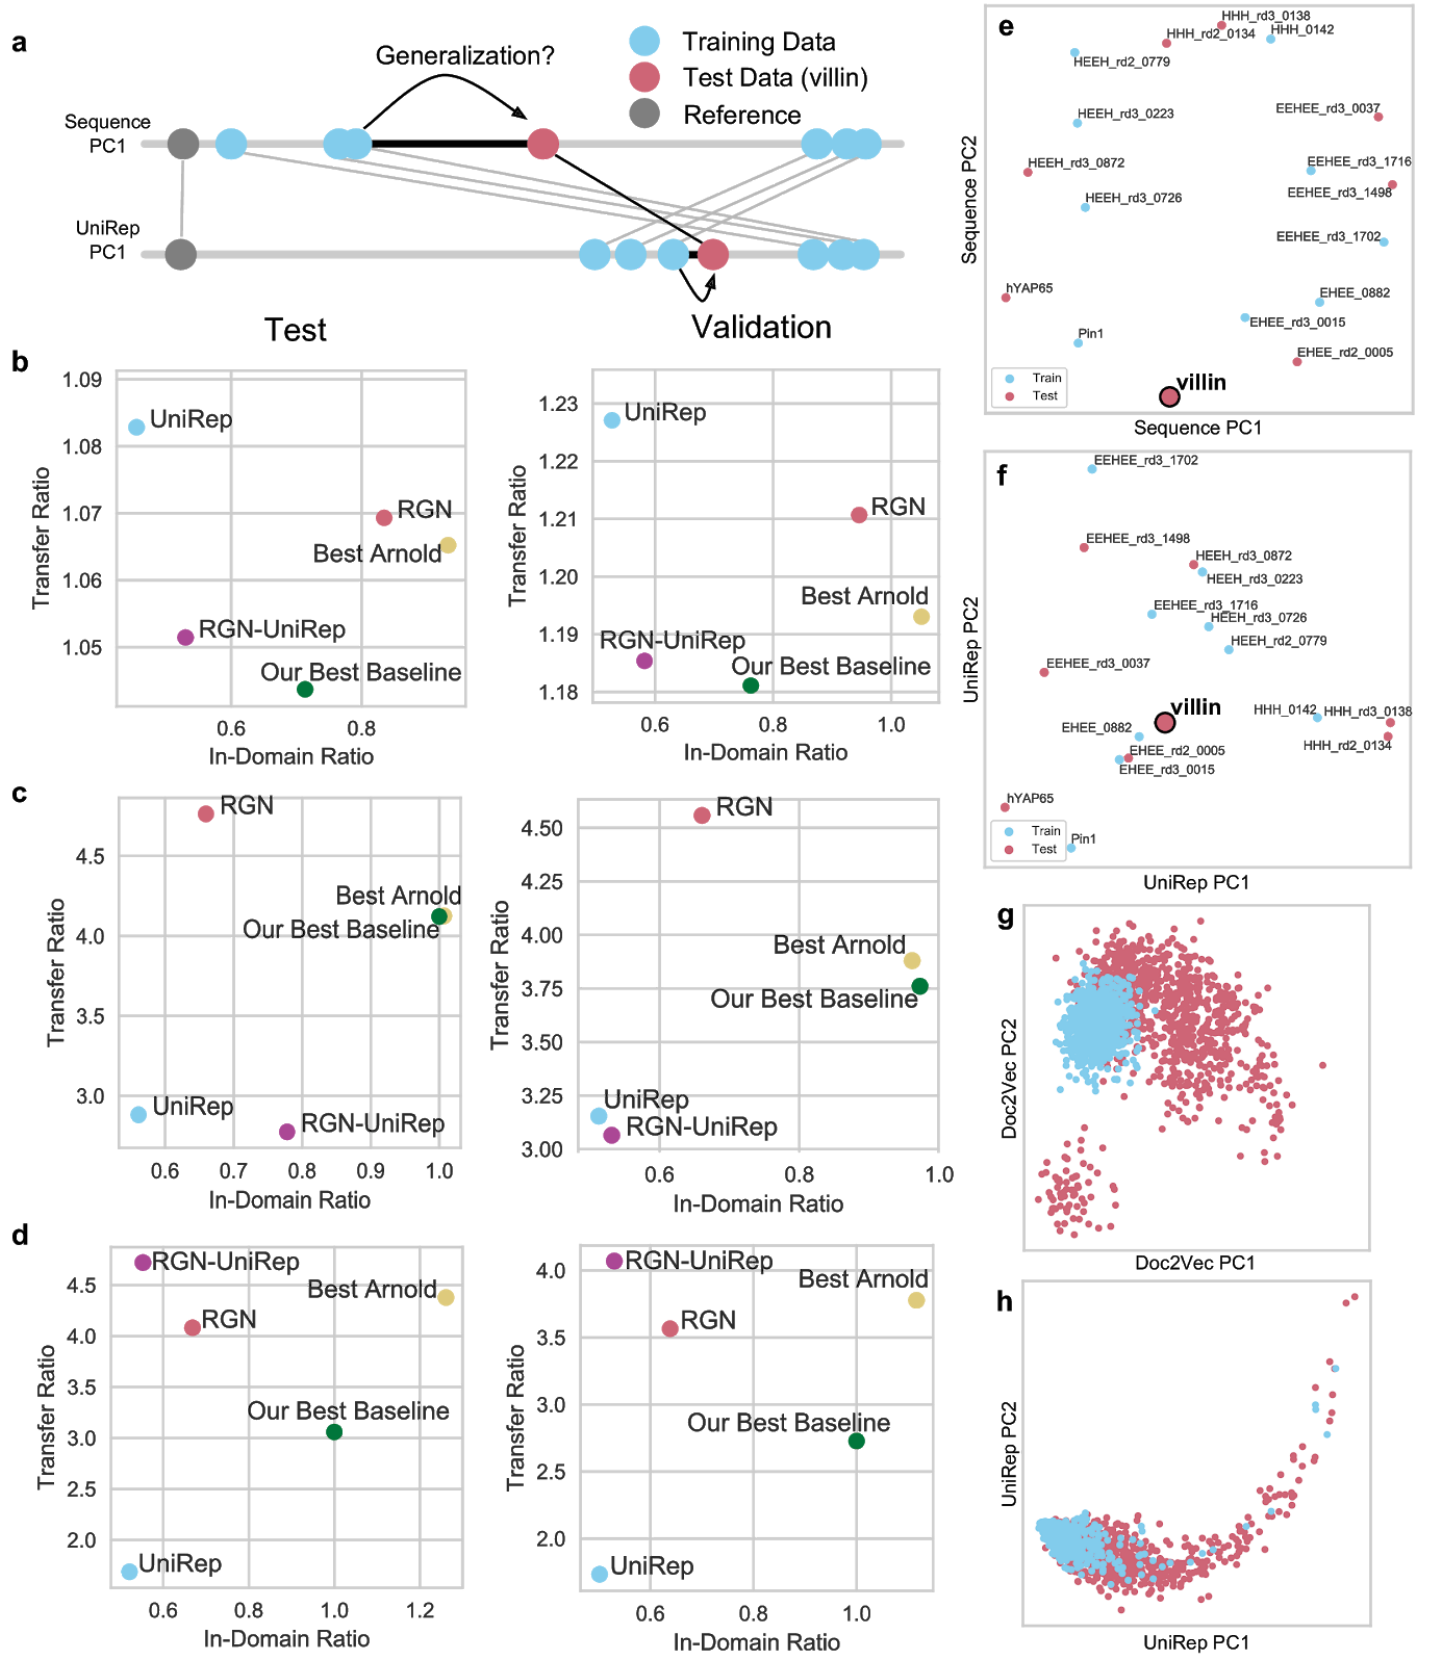 a
Generalization?
Training Data
Test Data (villin)
Reference
Sequence
PC1
UniRep
PC1
Test
Validation
b
1.09
1.08
1.07
1.06
1.05
Transfer Ratio
UniRep
RGN
Best Arnold
RGN-UniRep
Our Best Baseline
0.6
0.8
In-Domain Ratio
1.23
1.22
1.21
1.20
1.19
1.18
Transfer Ratio
UniRep
RGN
Best Arnold
RGN-UniRep
Our Best Baseline
0.6
0.8
1.0
In-Domain Ratio
c
4.5
4.0
3.5
3.0
Transfer Ratio
RGN
Best Arnold
Our Best Baseline
UniRep
RGN-UniRep
0.6
0.7
0.8
0.9
1.0
In-Domain Ratio
4.50
4.25
4.00
3.75
3.50
3.25
3.00
Transfer Ratio
RGN
Best Arnold
Our Best Baseline
UniRep
RGN-UniRep
0.6
0.8
1.0
In-Domain Ratio
d
4.5
4.0
3.5
3.0
2.5
2.0
Transfer Ratio
RGN-UniRep
Best Arnold
RGN
Our Best Baseline
UniRep
0.6
0.8
1.0
1.2
In-Domain Ratio
4.0
3.5
3.0
2.5
2.0
Transfer Ratio
RGN-UniRep
Best Arnold
RGN
Our Best Baseline
UniRep
0.6
0.8
1.0
In-Domain Ratio
e
HHH_rd3_0138
HHH_rd2_0134
HHH_0142
HEEH_rd2_0779
EEHEE_rd3_0037
HEEH_rd3_0223
HEEH_rd3_0872
EEHEE_rd3_1716
EEHEE_rd3_1498
HEEH_rd3_0726
EEHEE_rd3_1702
hYAP65
EHEE_0882
EHEE_rd3_0015
Pin1
EHEE_rd2_0005
villin
Train
Test
Sequence PC2
Sequence PC1
f
EEHEE_rd3_1702
EEHEE_rd3_1498
HEEH_rd3_0872
HEEH_rd3_0223
EEHEE_rd3_1716
HEEH_rd3_0726
HEEH_rd2_0779
EEHEE_rd3_0037
villin
HHH_0142
HHH_rd3_0138
EHEE_0882
HHH_rd2_0134
EHEE_rd2_0005
EHEE_rd3_0015
hYAP65
Train
Test
Pin1
UniRep PC2
UniRep PC1
g
Doc2Vec PC2
Doc2Vec PC1
h
UniRep PC2
UniRep PC1